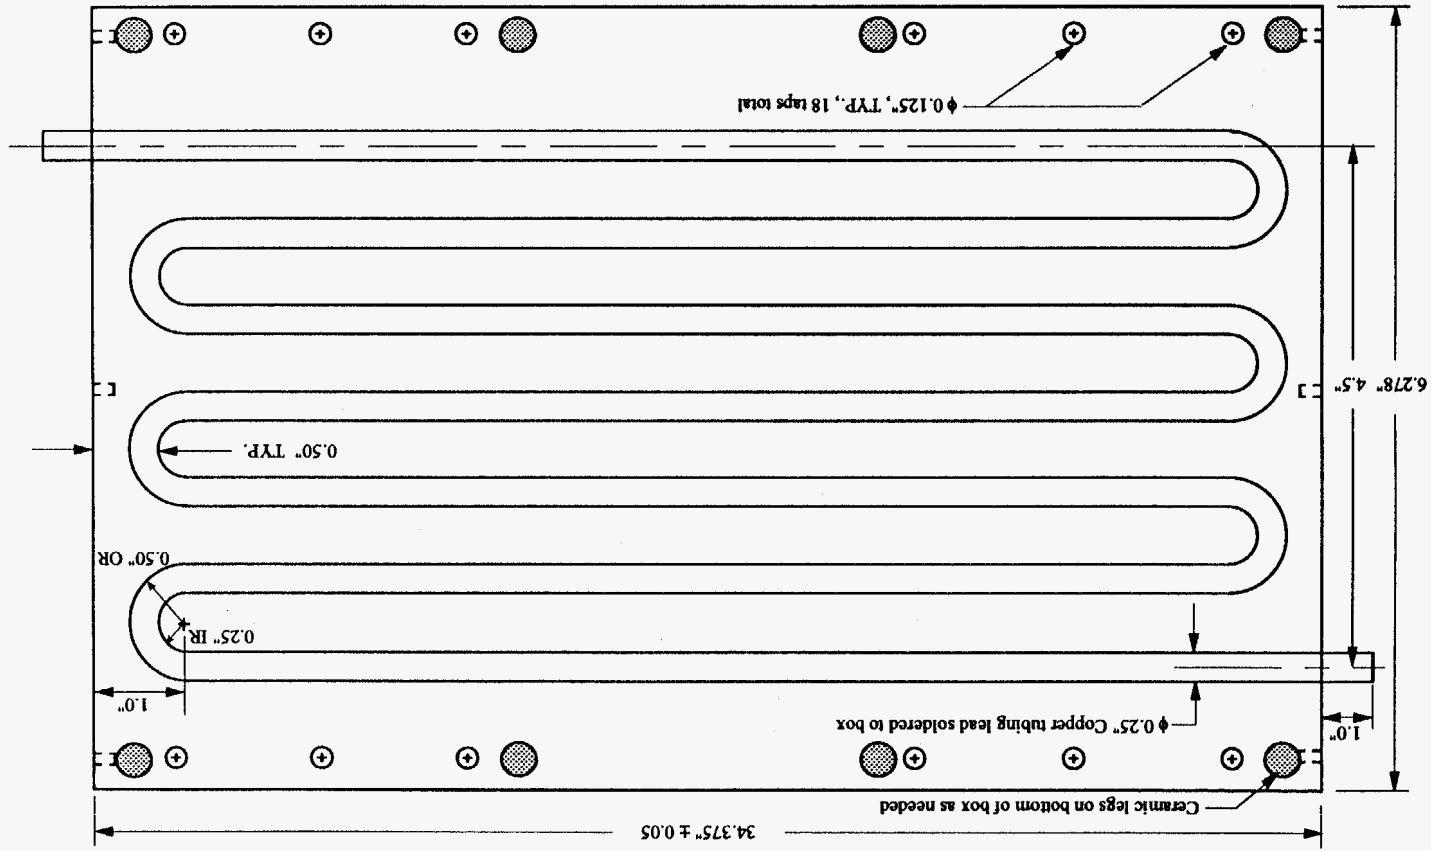 34.375" ± 0.05
Ceramic legs on bottom of box as needed
1.0"
ϕ 0.25" Copper tubing lead soldered to box
1.0"
0.25" IR
0.50" OR
0.50" TYP.
6.278" 4.5"
ϕ 0.125", TYP., 18 taps total